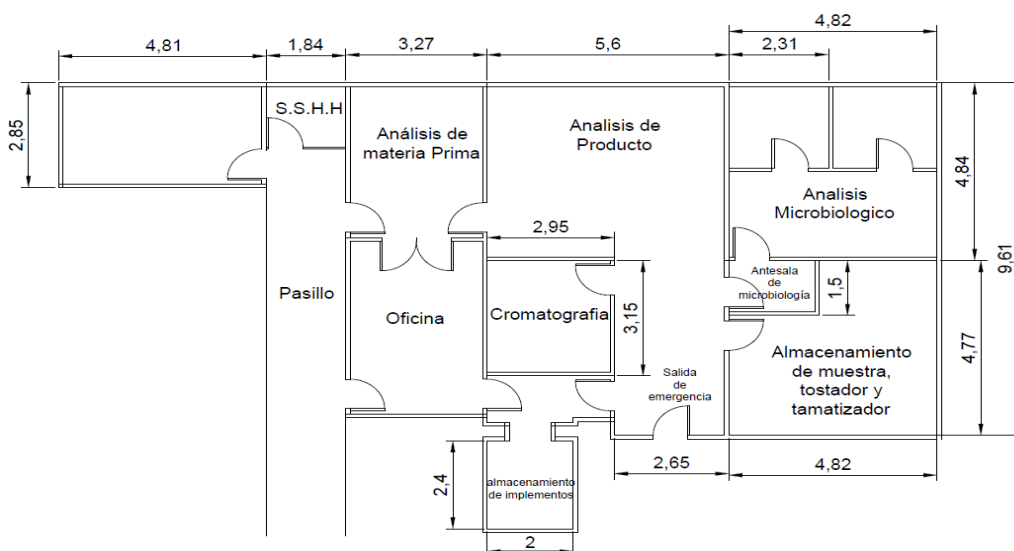 4,82
4,81
1,84
3,27
5,6
2,31
S.S.H.H
Análisis de
materia Prima
Analisis de
Producto
2,85
4,84
Analisis
Microbiologico
2,95
9,61
Antesala
de
microbiología
1,5
Pasillo
Oficina
Cromatografia
3,15
4,77
Almacenamiento
de muestra,
tostador y
tamatizador
Salida
de
emergencia
2,65
4,82
2,4
almacenamiento
de implementos
2